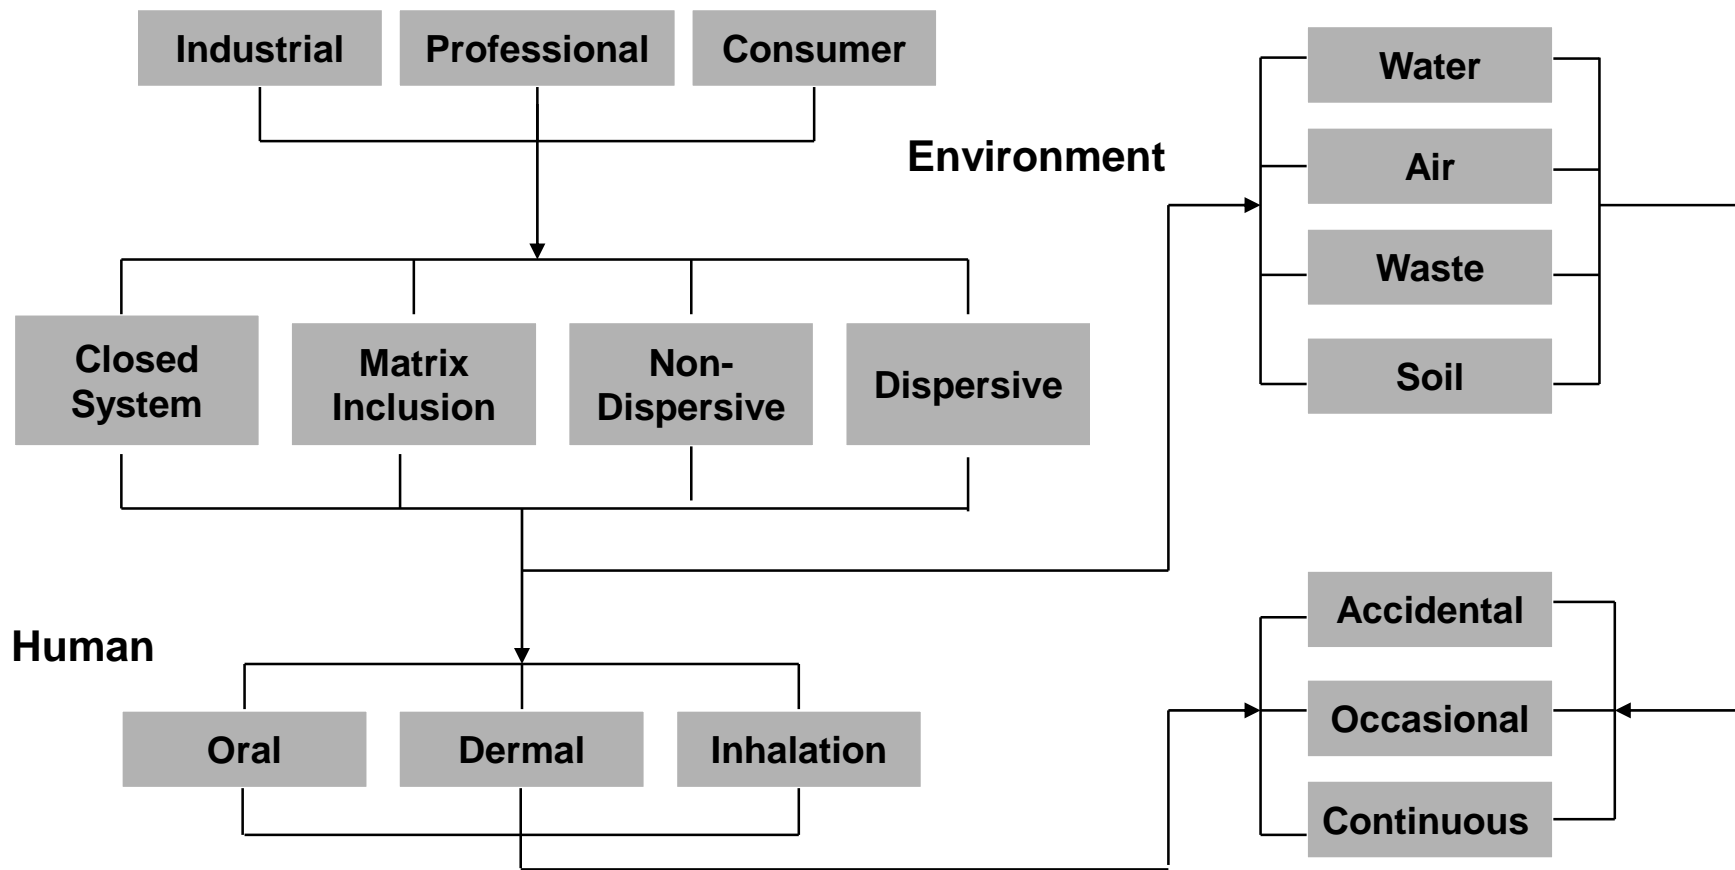 Industrial
Professional
Consumer
Environment
Water
Air
Waste
Soil
Closed
System
Matrix
Inclusion
Non-
Dispersive
Dispersive
Human
Oral
Dermal
Inhalation
Accidental
Occasional
Continuous